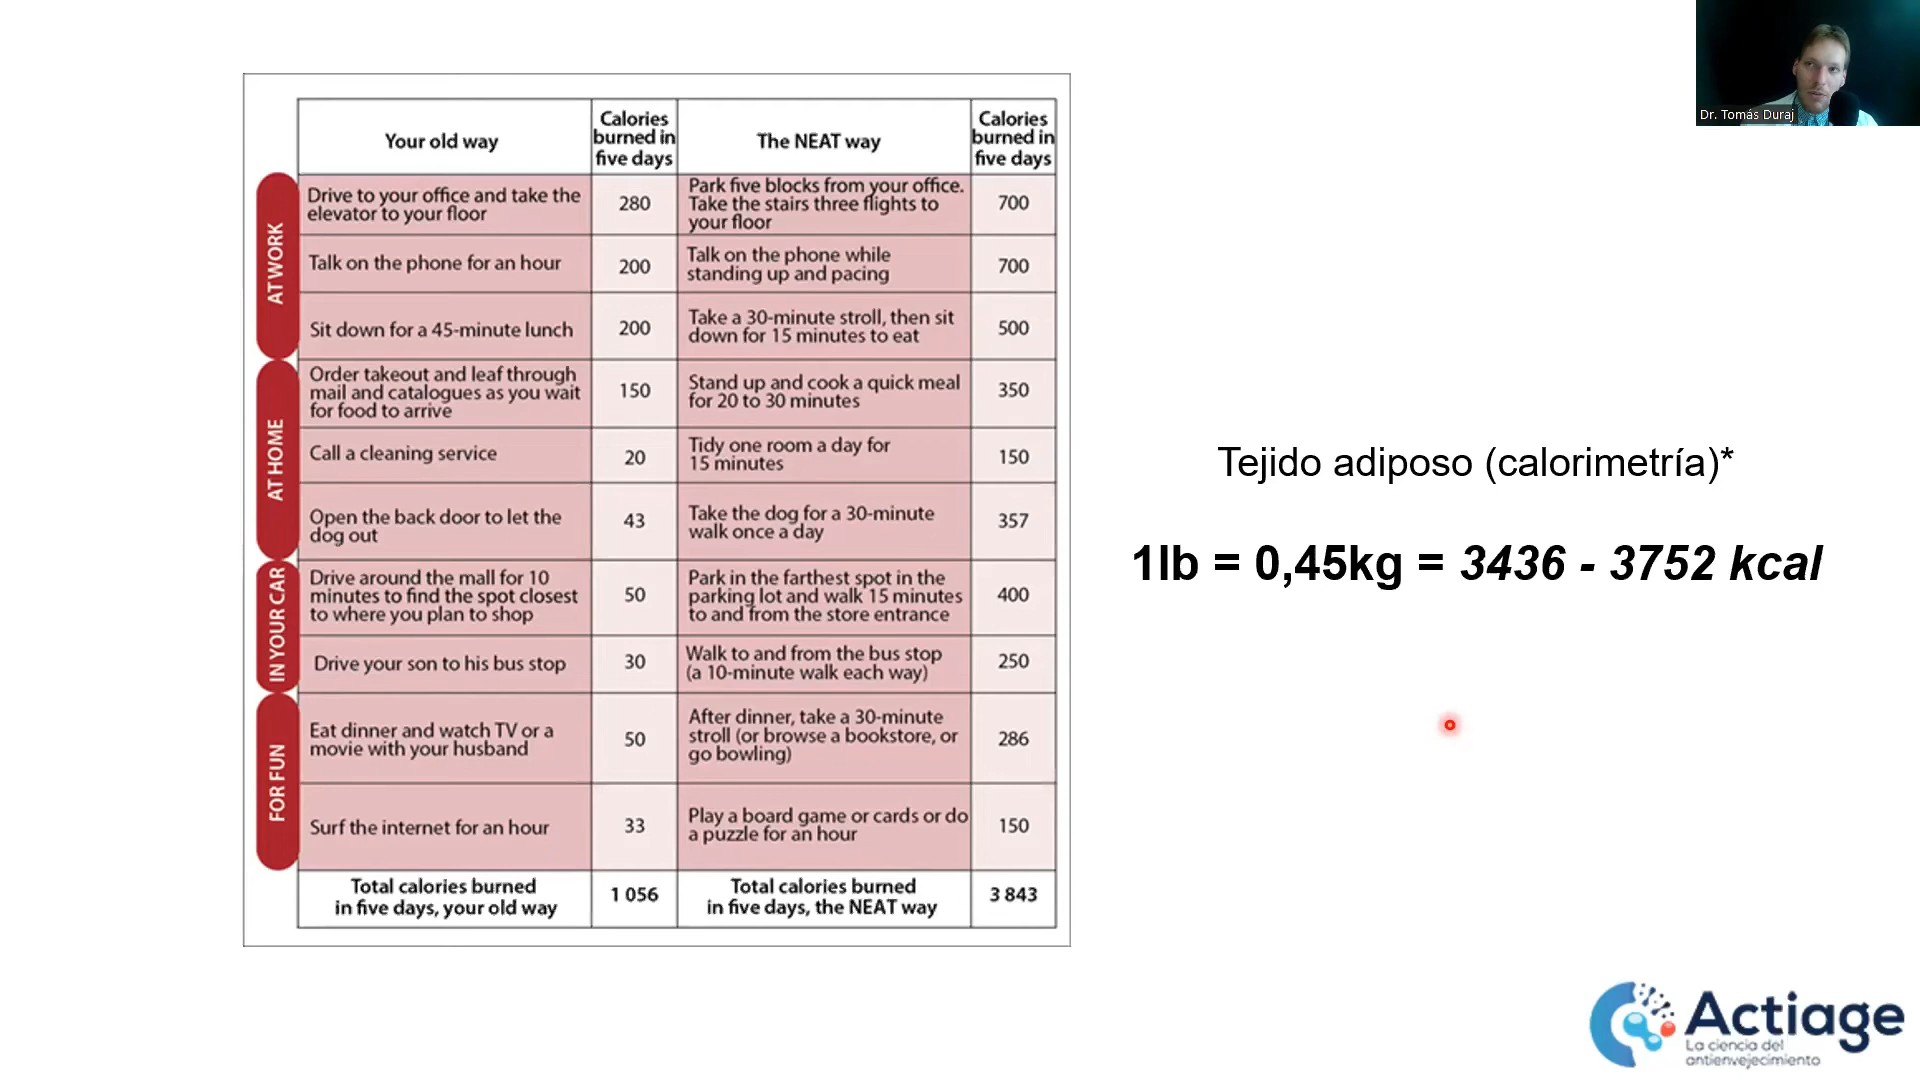 Dr. Tomás Duraj
Your old way
Calories
burned in
five days
The NEAT way
Calories
burned in
five days
AT WORK
Drive to your office and take the
elevator to your floor
280
Park five blocks from your office.
Take the stairs three flights to
your floor
700
Talk on the phone for an hour
200
Talk on the phone while
standing up and pacing
700
Sit down for a 45-minute lunch
200
Take a 30-minute stroll, then sit
down for 15 minutes to eat
500
AT HOME
Order takeout and leaf through
mail and catalogues as you wait
for food to arrive
150
Stand up and cook a quick meal
for 20 to 30 minutes
350
Call a cleaning service
20
Tidy one room a day for
15 minutes
150
Open the back door to let the
dog out
43
Take the dog for a 30-minute
walk once a day
357
IN YOUR CAR
Drive around the mall for 10
minutes to find the spot closest
to where you plan to shop
50
Park in the farthest spot in the
parking lot and walk 15 minutes
to and from the store entrance
400
Drive your son to his bus stop
30
Walk to and from the bus stop
(a 10-minute walk each way)
250
FOR FUN
Eat dinner and watch TV or a
movie with your husband
50
After dinner, take a 30-minute
stroll (or browse a bookstore, or
go bowling)
286
Surf the internet for an hour
33
Play a board game or cards or do
a puzzle for an hour
150
Total calories burned
in five days, your old way
1 056
Total calories burned
in five days, the NEAT way
3 843
Tejido adiposo (calorimetría)*
1lb = 0,45kg = 3436 - 3752 kcal
Actiage
La ciencia del
antienvejecimiento